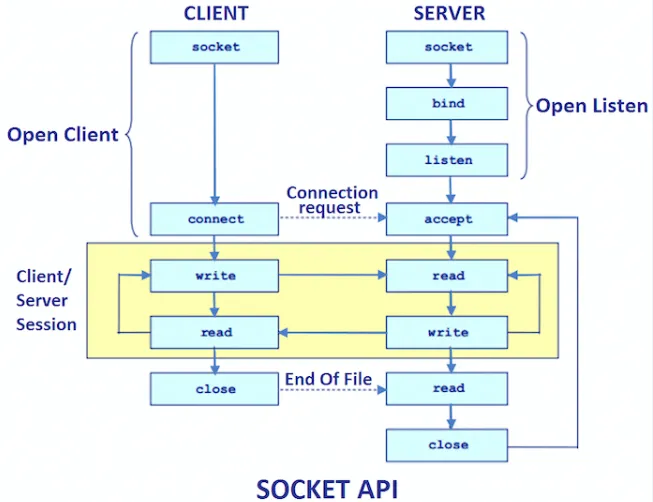 CLIENT
SERVER
socket
socket
bind
Open Client
Open Listen
listen
Connection
request
connect
accept
Client/
Server
Session
write
read
read
write
End Of File
close
read
close
SOCKET API